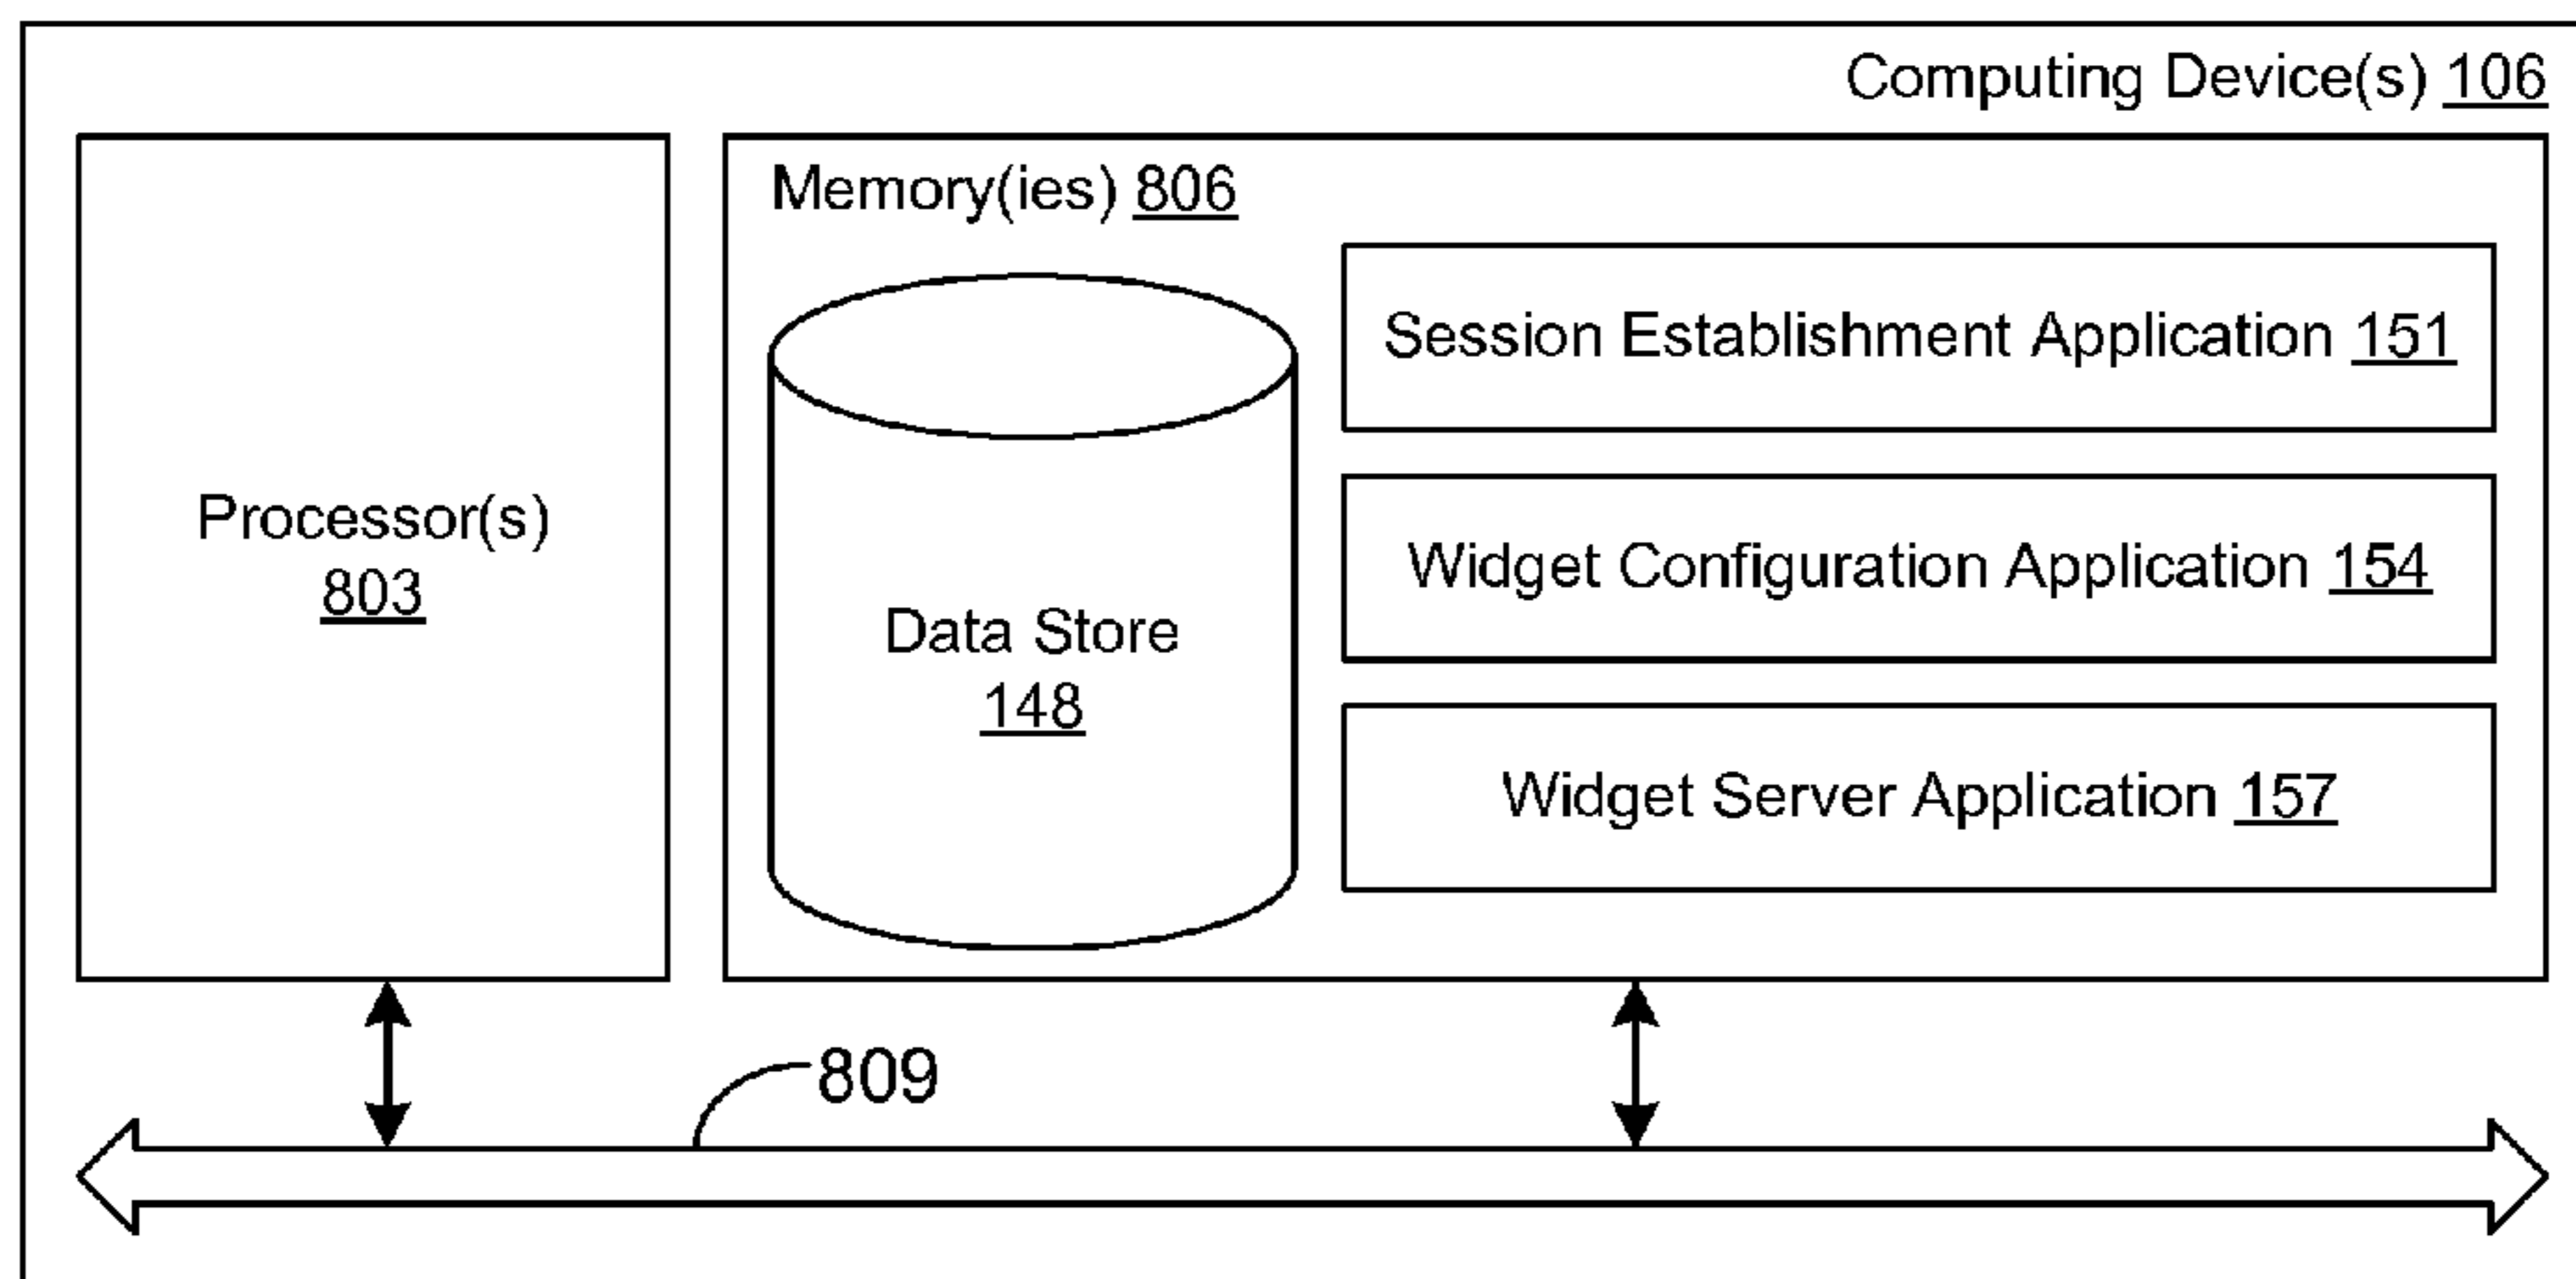 Computing Device(s) 106
Memory(ies) 806
Processor(s)
803
Data Store
148
Session Establishment Application 151
Widget Configuration Application 154
Widget Server Application 157
809